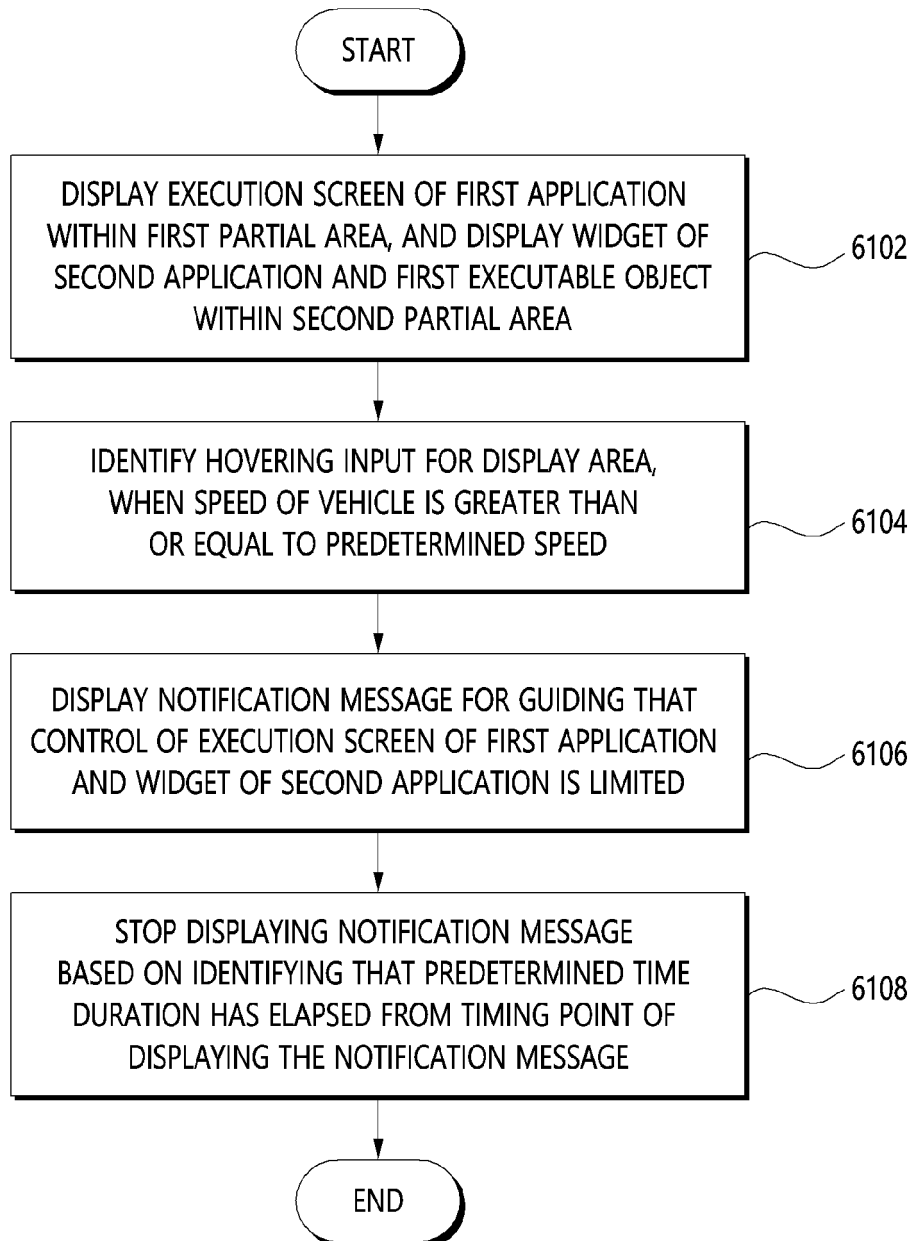 START
DISPLAY EXECUTION SCREEN OF FIRST APPLICATION
WITHIN FIRST PARTIAL AREA, AND DISPLAY WIDGET OF
SECOND APPLICATION AND FIRST EXECUTABLE OBJECT
WITHIN SECOND PARTIAL AREA
6102
IDENTIFY HOVERING INPUT FOR DISPLAY AREA,
WHEN SPEED OF VEHICLE IS GREATER THAN
OR EQUAL TO PREDETERMINED SPEED
6104
DISPLAY NOTIFICATION MESSAGE FOR GUIDING THAT
CONTROL OF EXECUTION SCREEN OF FIRST APPLICATION
AND WIDGET OF SECOND APPLICATION IS LIMITED
6106
STOP DISPLAYING NOTIFICATION MESSAGE
BASED ON IDENTIFYING THAT PREDETERMINED TIME
DURATION HAS ELAPSED FROM TIMING POINT OF
DISPLAYING THE NOTIFICATION MESSAGE
6108
END